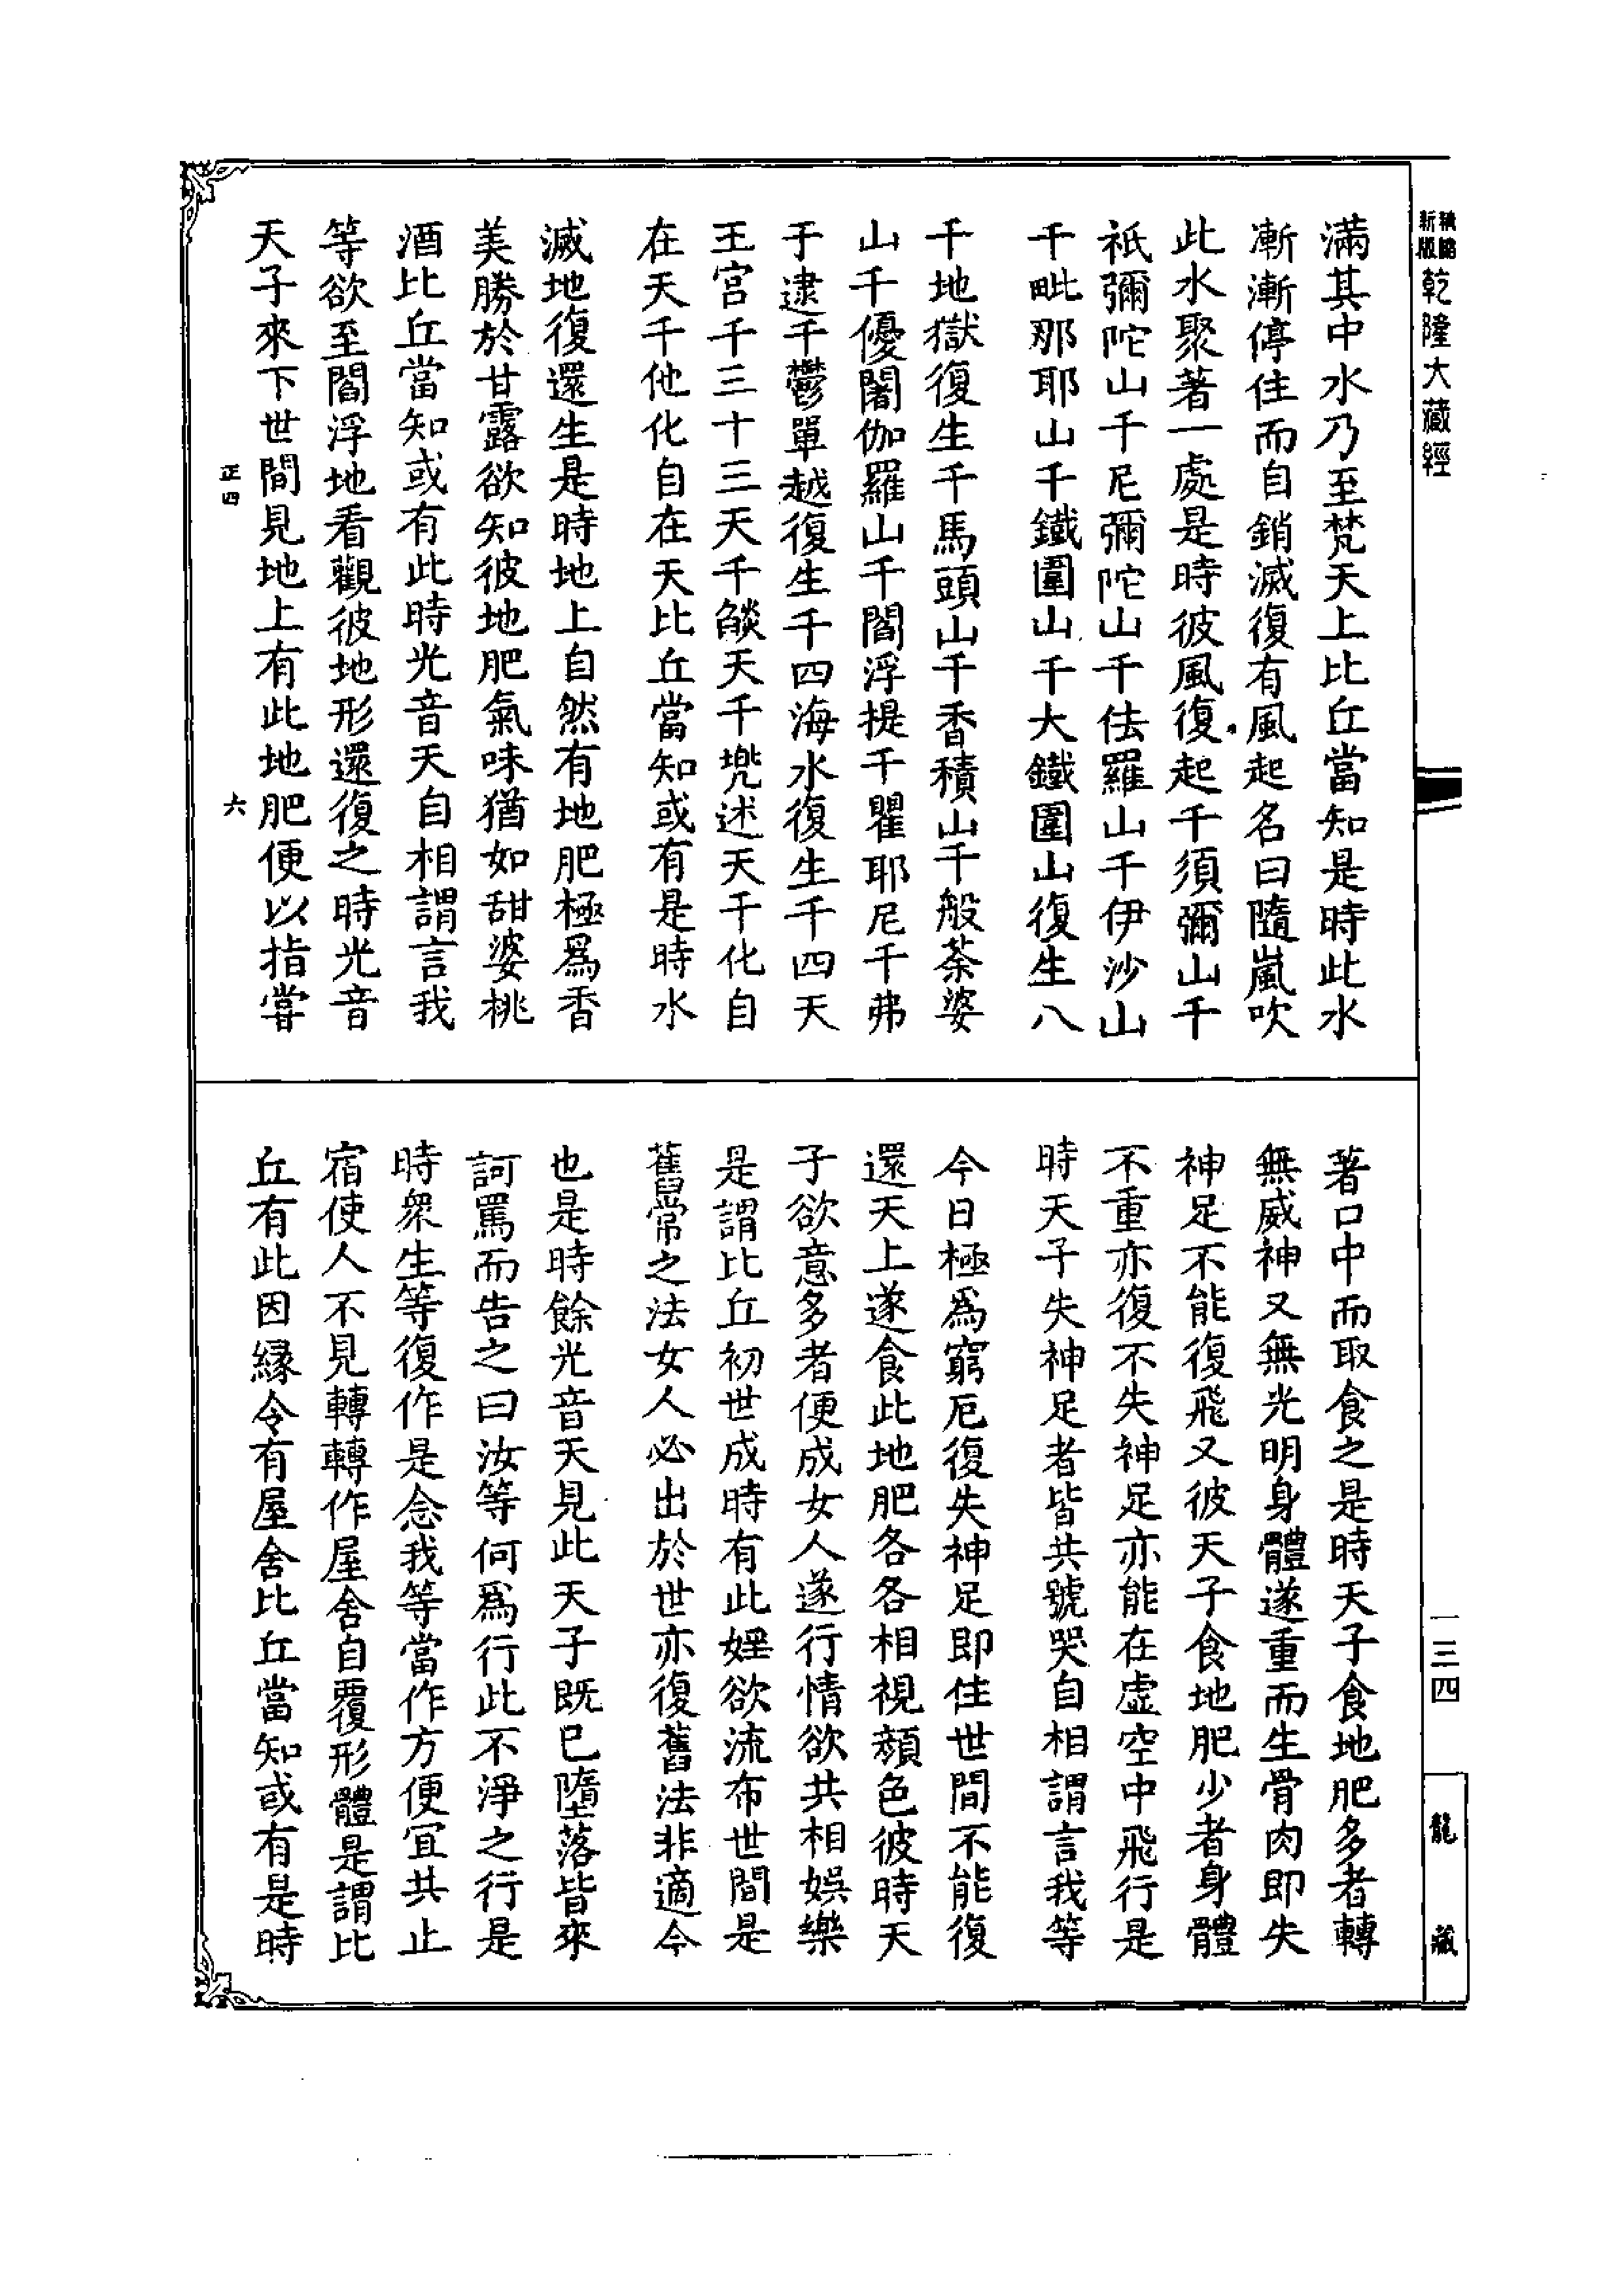 乾隆大藏經
滿其中水乃至梵天上比丘當知是時此水
漸漸停住而自銷滅復有風起名曰隨嵐吹
此水聚著一處是時彼風復起千須彌山千
祇彌陀山千尼彌陀山千佉羅山千伊沙山
千毗那耶山千鐵圍山千大鐵圍山復生八
千地獄復生千馬頭山千香積山千般荼婆
山千優闍伽羅山千閻浮提千瞿耶尼千弗
于逮千鬱單越復生千四海水復生千四天
王宮千三十三天千燄天千兠述天千化自
在天千他化自在天比丘當知或有是時水
滅地復還生是時地上自然有地肥極爲香
美勝於甘露欲知彼地肥氣味猶如甜婆桃
酒比丘當知或有此時光音天自相謂言我
等欲至閻浮地看觀彼地形還復之時光音
天子來下世間見地上有此地肥便以指甞
著口中而取食之是時天子食地肥多者轉
無威神又無光明身體遂重而生骨肉即失
神足不能復飛又彼天子食地肥少者身體
不重亦復不失神足亦能在虛空中飛行是
時天子失神足者皆共號哭自相謂言我等
今日極爲窮厄復失神足即住世間不能復
還天上遂食此地肥各各相視顏色彼時天
子欲意多者便成女人遂行情欲共相娛樂
是謂比丘初世成時有此婬欲流布世間是
舊常之法女人必出於世亦復舊法非適今
也是時餘光音天見此天子既已墮落皆來
訶罵而告之曰汝等何爲行此不淨之行是
時衆生等復作是念我等當作方便宜共止
宿使人不見轉轉作屋舍自覆形體是謂比
丘有此因緣令有屋舍比丘當知或有是時
正四
六
一三四
龍藏